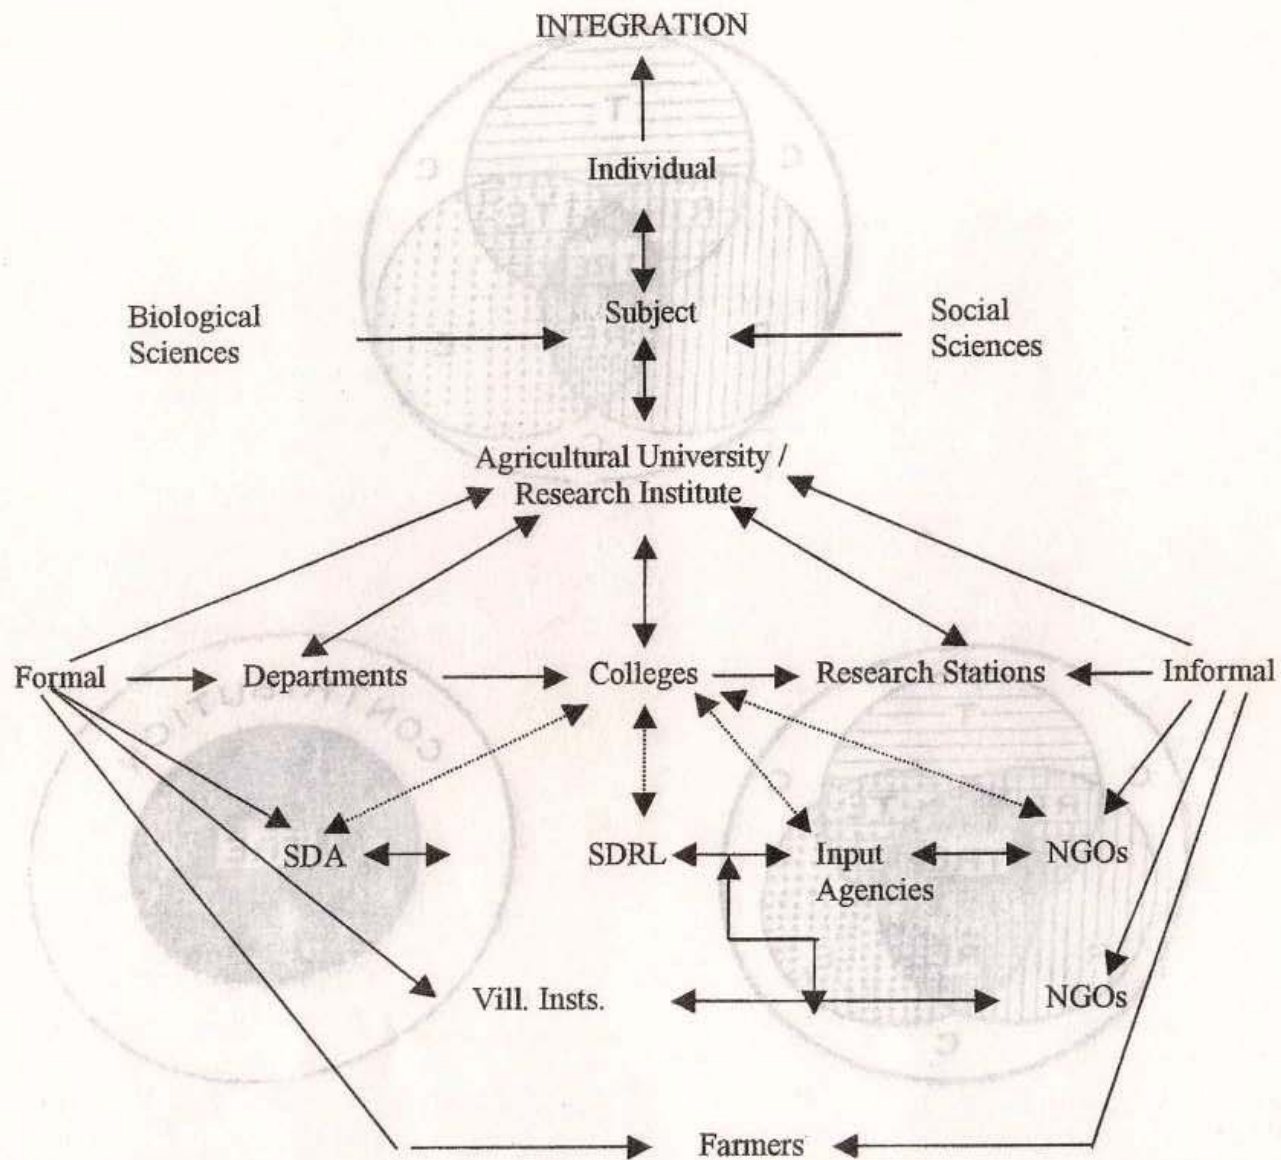 INTEGRATION
Individual
Subject
Biological
Sciences
Social
Sciences
Agricultural University /
Research Institute
Formal
Departments
Colleges
Research Stations
Informal
SDA
SDRL
Input
Agencies
NGOs
Vill. Insts.
NGOs
Farmers